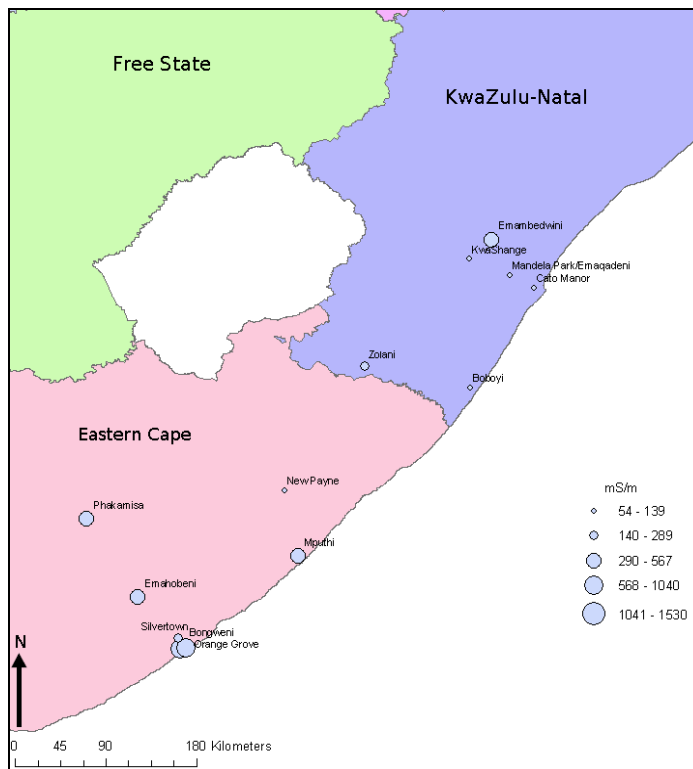 Free State
KwaZulu-Natal
Emambedwini
KwaShange
Mandela Park/Emaqadeni
Cato Manor
Zolani
Boboyi
Eastern Cape
New Payne
Phakamisa
Mputhi
Emahobeni
Silvertown
Bongweni
Orange Grove
mS/m
54 - 139
140 - 289
290 - 567
568 - 1040
1041 - 1530
N
0 45 90 180 Kilometers